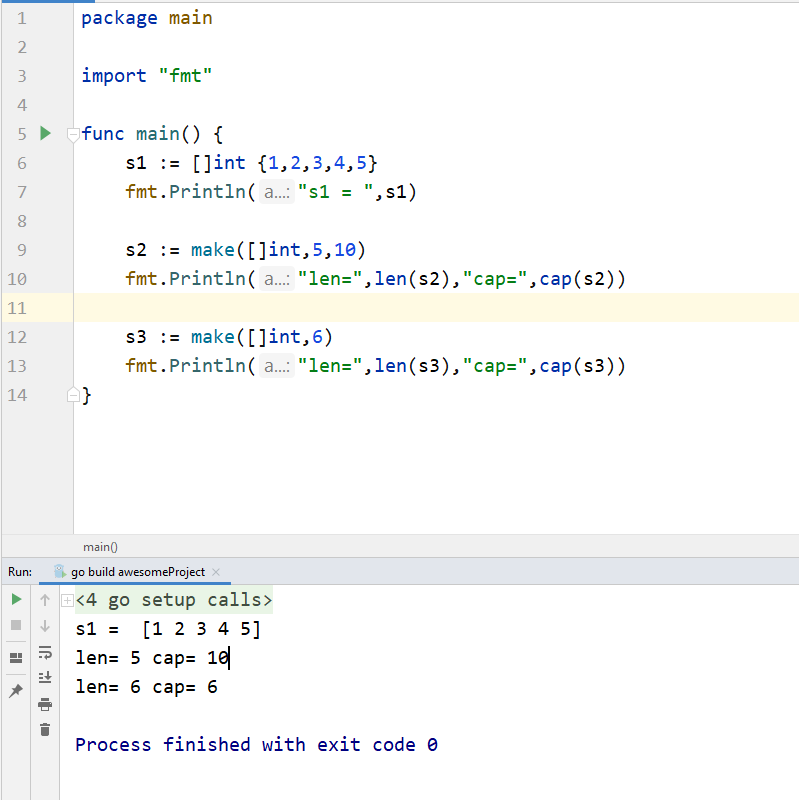 1 package main
2
3 import "fmt"
4
5 func main() {
6 s1 := []int {1,2,3,4,5}
7 fmt.Println( a...: "s1 = ",s1)
8
9 s2 := make([]int,5,10)
10 fmt.Println( a...: "len=",len(s2),"cap=",cap(s2))
11
12 s3 := make([]int,6)
13 fmt.Println( a...: "len=",len(s3),"cap=",cap(s3))
14 }
main()
Run: go build awesomeProject ×
<4 go setup calls>
s1 =  [1 2 3 4 5]
len= 5 cap= 10
len= 6 cap= 6
Process finished with exit code 0